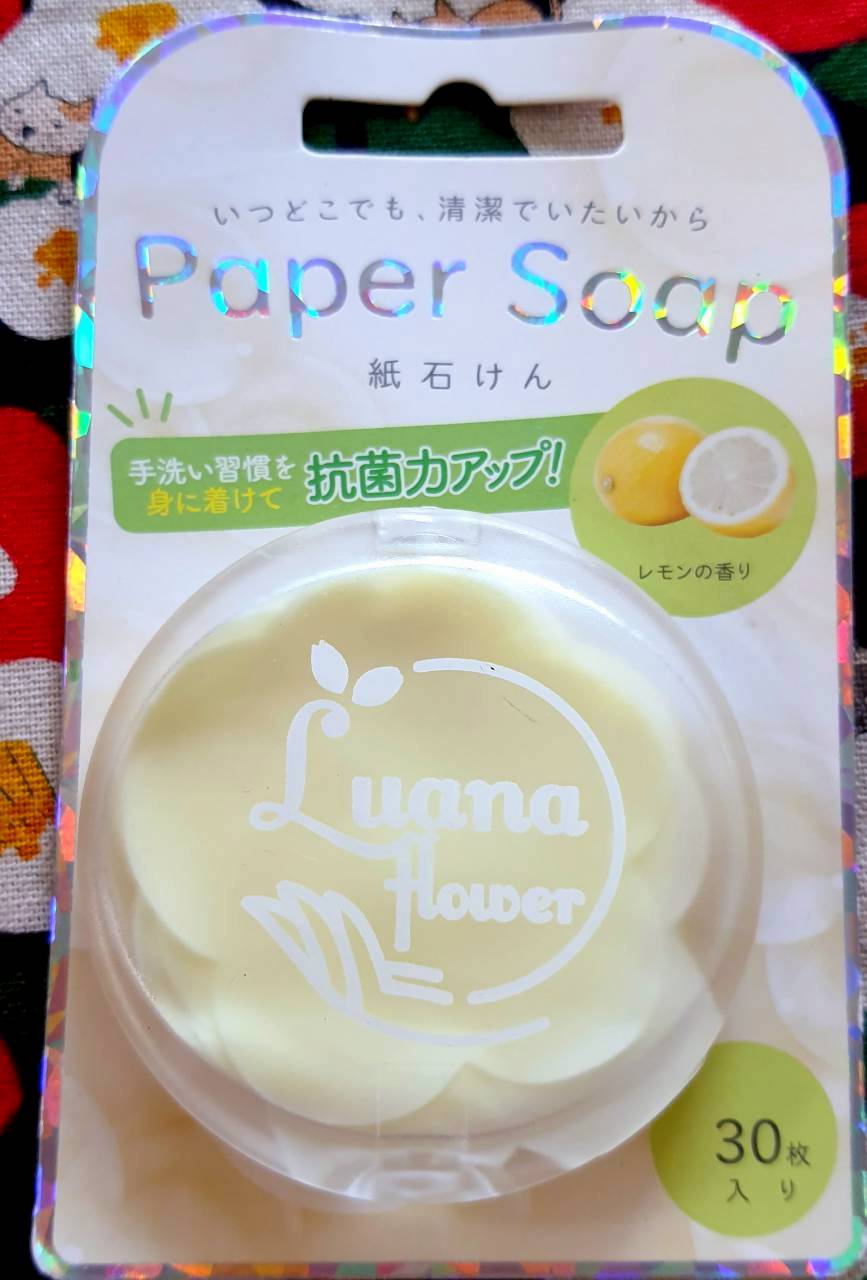 いつどこでも、清潔でいたいから
Paper Soap
紙石けん
手洗い習慣を
身に着けて
抗菌力アップ!
レモンの香り
Luana
flower
30枚
入り